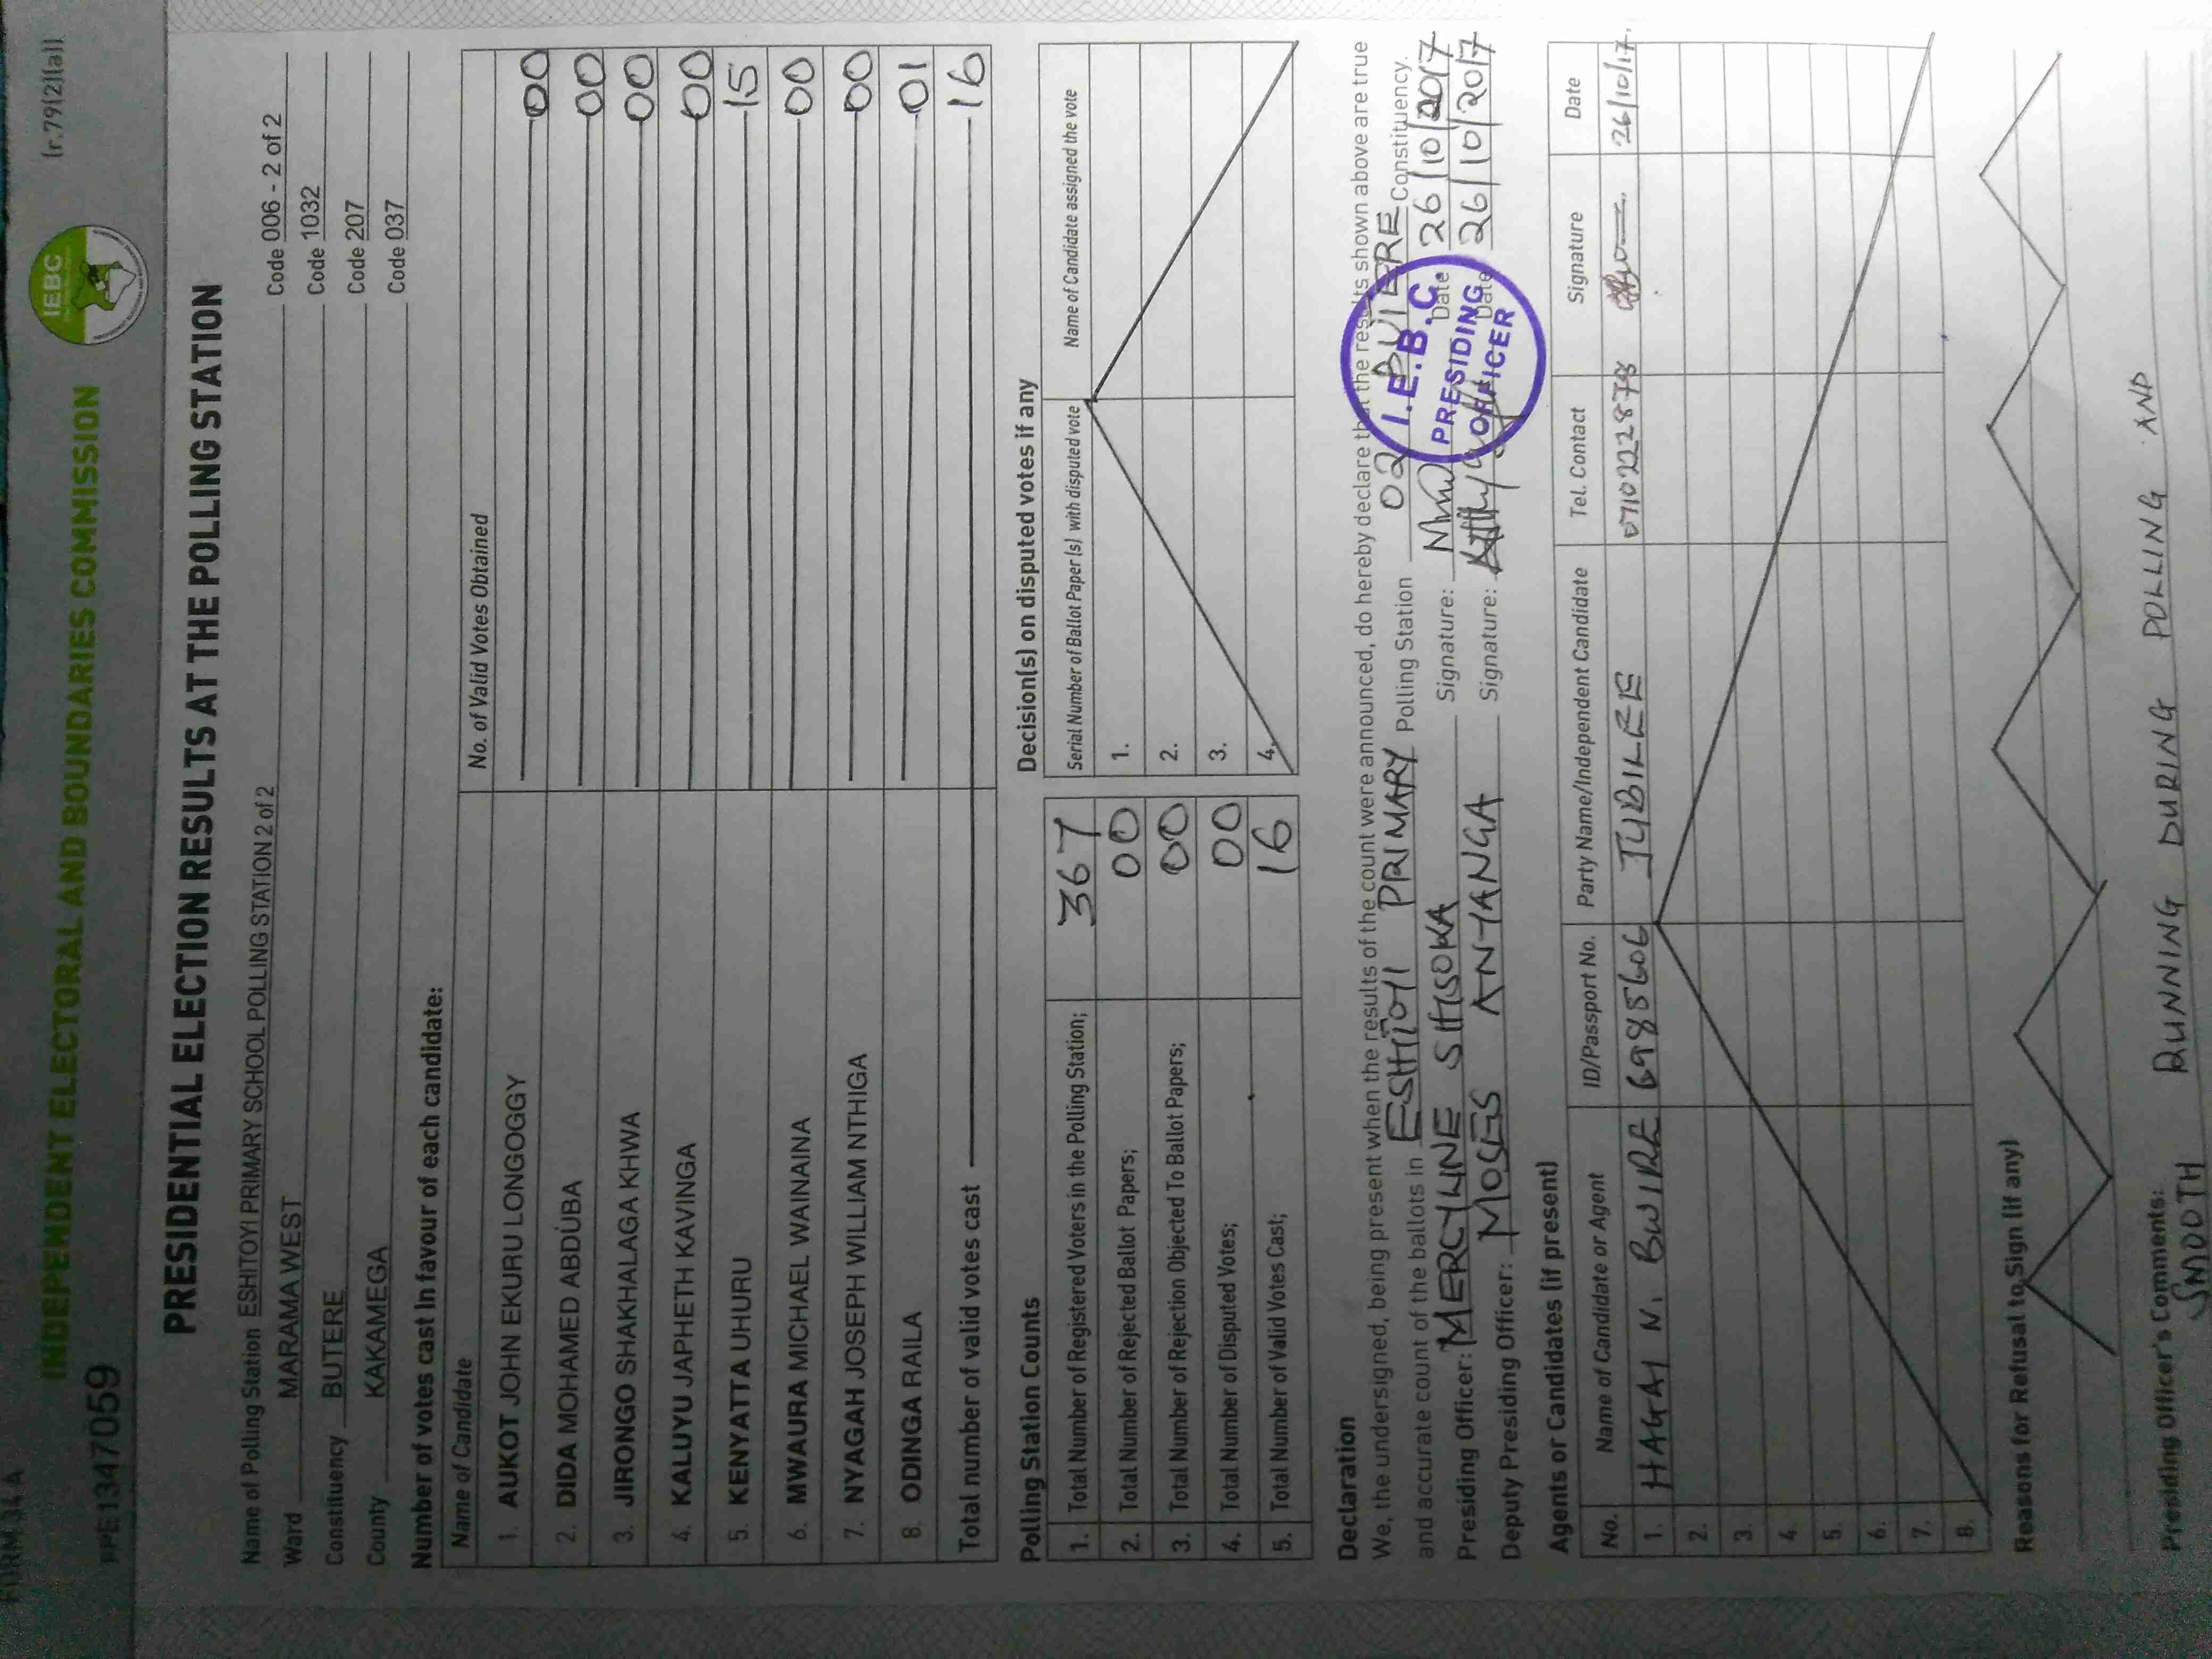 FORM 34A
(r.79(2)(a))
INDEPENDENT ELECTORAL AND BOUNDARIES COMMISSION
IEBC
PPE1347059
PRESIDENTIAL ELECTION RESULTS AT THE POLLING STATION
Name of Polling Station ESHITOYI PRIMARY SCHOOL POLLING STATION 2 of 2 Code 006 - 2 of 2
Ward MARAMA WEST Code 1032
Constituency BUTERE Code 207
County KAKAMEGA Code 037
Number of votes cast in favour of each candidate:
Name of Candidate No. of Valid Votes Obtained
1. AUKOT JOHN EKURU LONGOGGY 00
2. DIDA MOHAMED ABDUBA 00
3. JIRONGO SHAKHALAGA KHWA 00
4. KALUYU JAPHETH KAVINGA 00
5. KENYATTA UHURU 15
6. MWAURA MICHAEL WAINAINA 00
7. NYAGAH JOSEPH WILLIAM NTHIGA 00
8. ODINGA RAILA 01
Total number of valid votes cast 16
Polling Station Counts
1. Total Number of Registered Voters in the Polling Station; 367
2. Total Number of Rejected Ballot Papers; 00
3. Total Number of Rejection Objected To Ballot Papers; 00
4. Total Number of Disputed Votes; 00
5. Total Number of Valid Votes Cast; 16
Decision(s) on disputed votes if any
Serial Number of Ballot Paper (s) with disputed vote Name of Candidate assigned the vote
1.
2.
3.
4.
Declaration
We, the undersigned, being present when the results of the count were announced, do hereby declare that the results shown above are true
and accurate count of the ballots in ESHITOYI PRIMARY Polling Station 02 BUTERE Constituency.
Presiding Officer: MERCYLINE SHISOKA Signature: Date 26/10/2017
Deputy Presiding Officer: MOSES ANYANGA Signature: Date 26/10/2017
I.E.B.C
PRESIDING
OFFICER
Agents or Candidates (if present)
No. Name of Candidate or Agent ID/Passport No. Party Name/Independent Candidate Tel. Contact Signature Date
1. HAGAI N. BWIRE 6985606 JUBILEE 0710222878 26/10/17.
2.
3.
4.
5.
6.
7.
8.
Reasons for Refusal to Sign (if any)
Presiding Officer's Comments:
SMOOTH RUNNING DURING POLLING AND